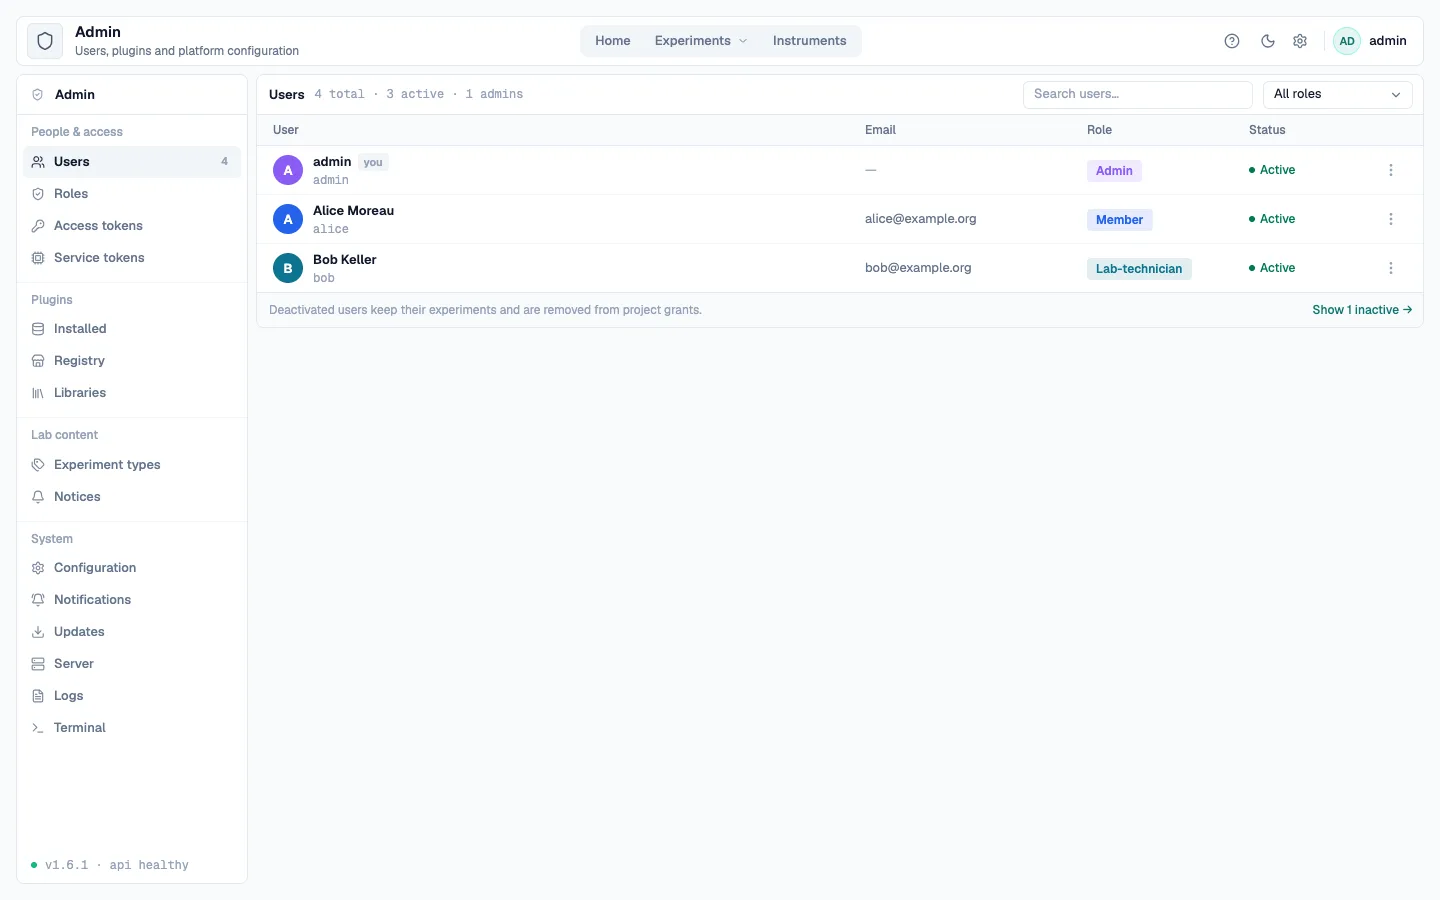 Admin
Users, plugins and platform configuration
Home
Experiments
Instruments
AD
admin
Admin
People & access
Users 4
Roles
Access tokens
Service tokens
Plugins
Installed
Registry
Libraries
Lab content
Experiment types
Notices
System
Configuration
Notifications
Updates
Server
Logs
Terminal
v1.6.1 · api healthy
Users 4 total · 3 active · 1 admins
Search users...
All roles
User Email Role Status
A admin you — Admin Active
admin
A Alice Moreau alice@example.org Member Active
alice
B Bob Keller bob@example.org Lab-technician Active
bob
Deactivated users keep their experiments and are removed from project grants.
Show 1 inactive →